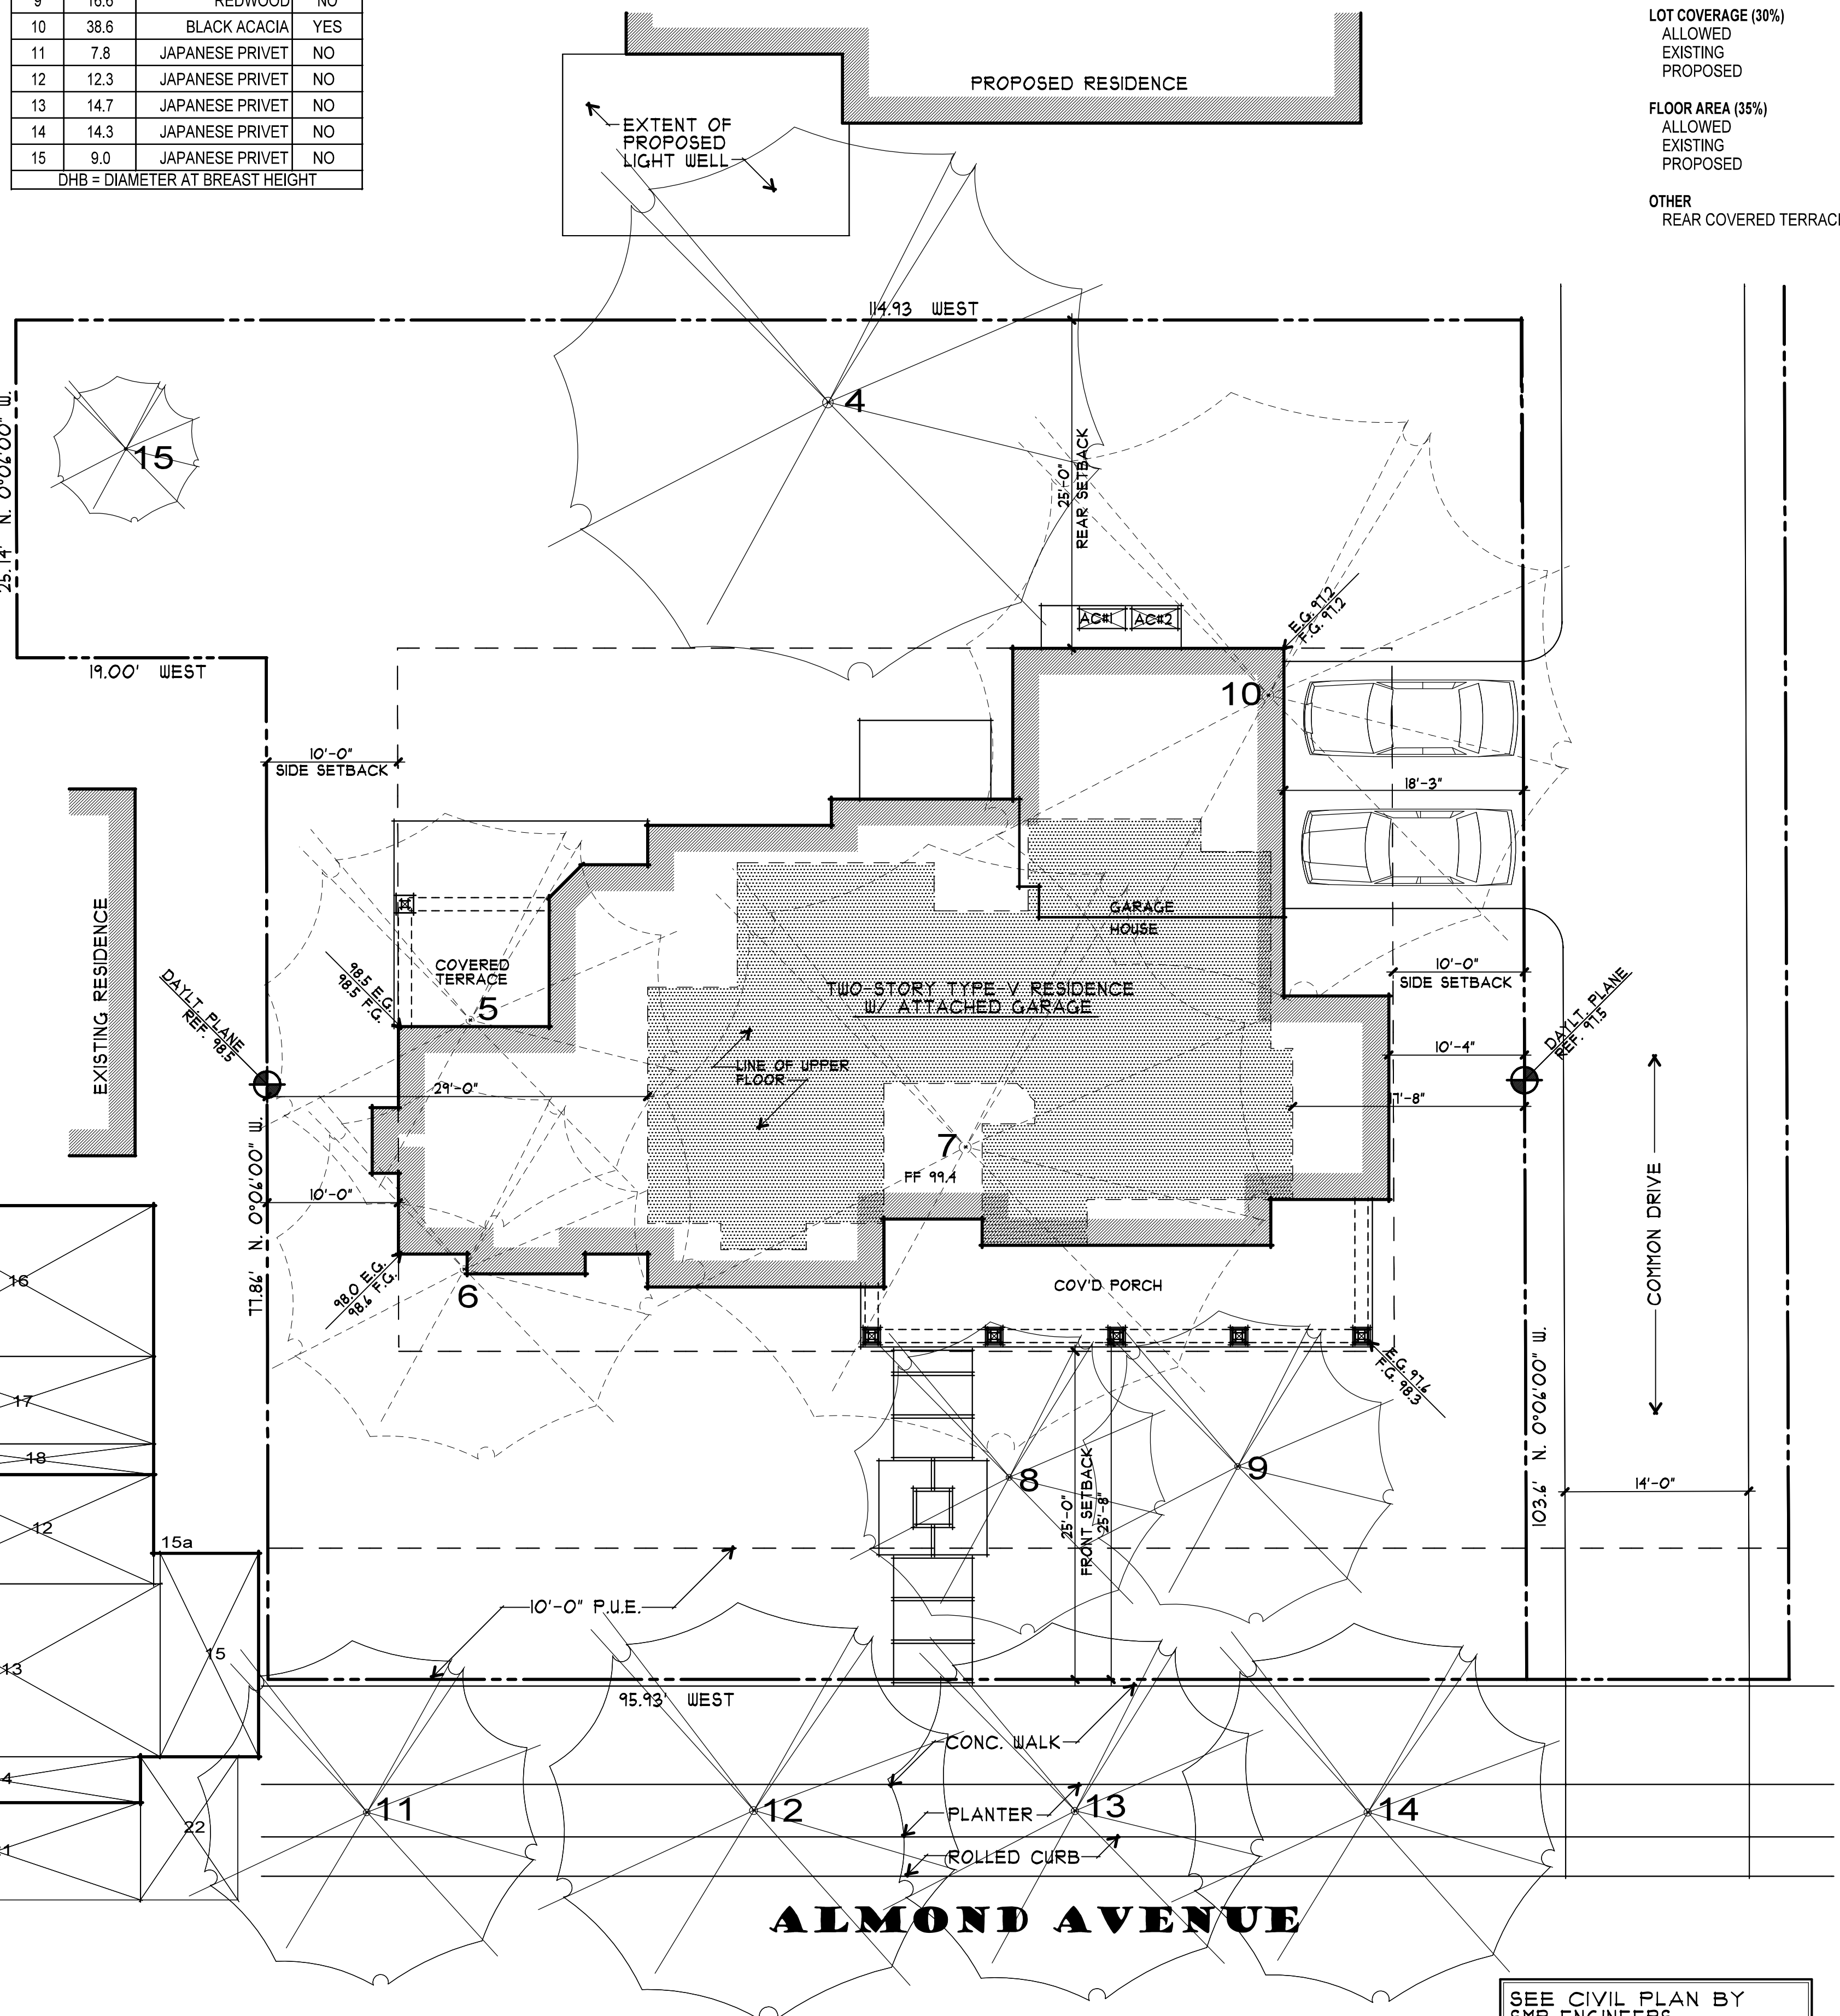 9 16.6 REDWOOD NO
10 38.6 BLACK ACACIA YES
11 7.8 JAPANESE PRIVET NO
12 12.3 JAPANESE PRIVET NO
13 14.7 JAPANESE PRIVET NO
14 14.3 JAPANESE PRIVET NO
15 9.0 JAPANESE PRIVET NO
DHB = DIAMETER AT BREAST HEIGHT
LOT COVERAGE (30%)
ALLOWED
EXISTING
PROPOSED
FLOOR AREA (35%)
ALLOWED
EXISTING
PROPOSED
OTHER
REAR COVERED TERRACE
PROPOSED RESIDENCE
EXTENT OF
PROPOSED
LIGHT WELL
114.93 WEST
4
15
25.14' N. 0°06'00" W.
25'-0"
REAR SETBACK
AC#1 AC#2
E.G. 97.2
F.G. 97.2
19.00' WEST
10
10'-0"
SIDE SETBACK
18'-3"
EXISTING RESIDENCE
GARAGE
HOUSE
COVERED
TERRACE
98.5 E.G.
98.5 F.G.
5
TWO-STORY TYPE-V RESIDENCE
W/ ATTACHED GARAGE
10'-0"
SIDE SETBACK
DAYLT. PLANE
REF. 98.5
DAYLT. PLANE
REF. 97.5
LINE OF UPPER
FLOOR
10'-4"
29'-0"
17'-8"
7
FF 99.4
10'-0"
77.86' N. 0°06'00" W.
98.0 E.G.
98.6 F.G.
6
COV'D PORCH
COMMON DRIVE
E.G. 97.6
F.G. 98.3
16
17
18
12
15a
13
15
22
8
9
25'-0"
FRONT SETBACK
25'-8"
103.6' N. 0°06'00" W.
14'-0"
10'-0" P.U.E.
95.93' WEST
CONC. WALK
PLANTER
ROLLED CURB
11
12
13
14
ALMOND AVENUE
SEE CIVIL PLAN BY
SMP ENGINEERS